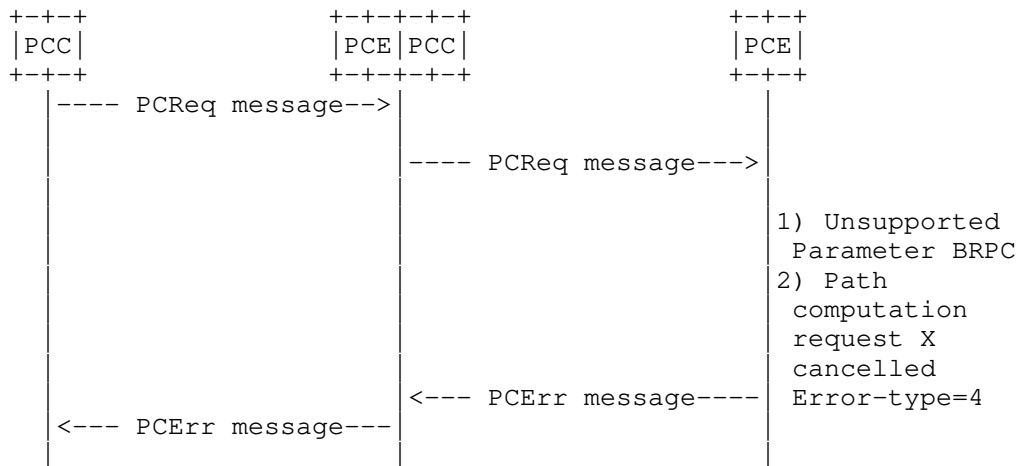 +-+-+                +-+-+-+-+               +-+-+
|PCC|                |PCE|PCC|               |PCE|
+-+-+                +-+-+-+-+               +-+-+
|---- PCReq message-->|
|---- PCReq message--->|
1) Unsupported
Parameter BRPC
2) Path
computation
request X
cancelled
<--- PCErr message----| Error-type=4
<--- PCErr message---|